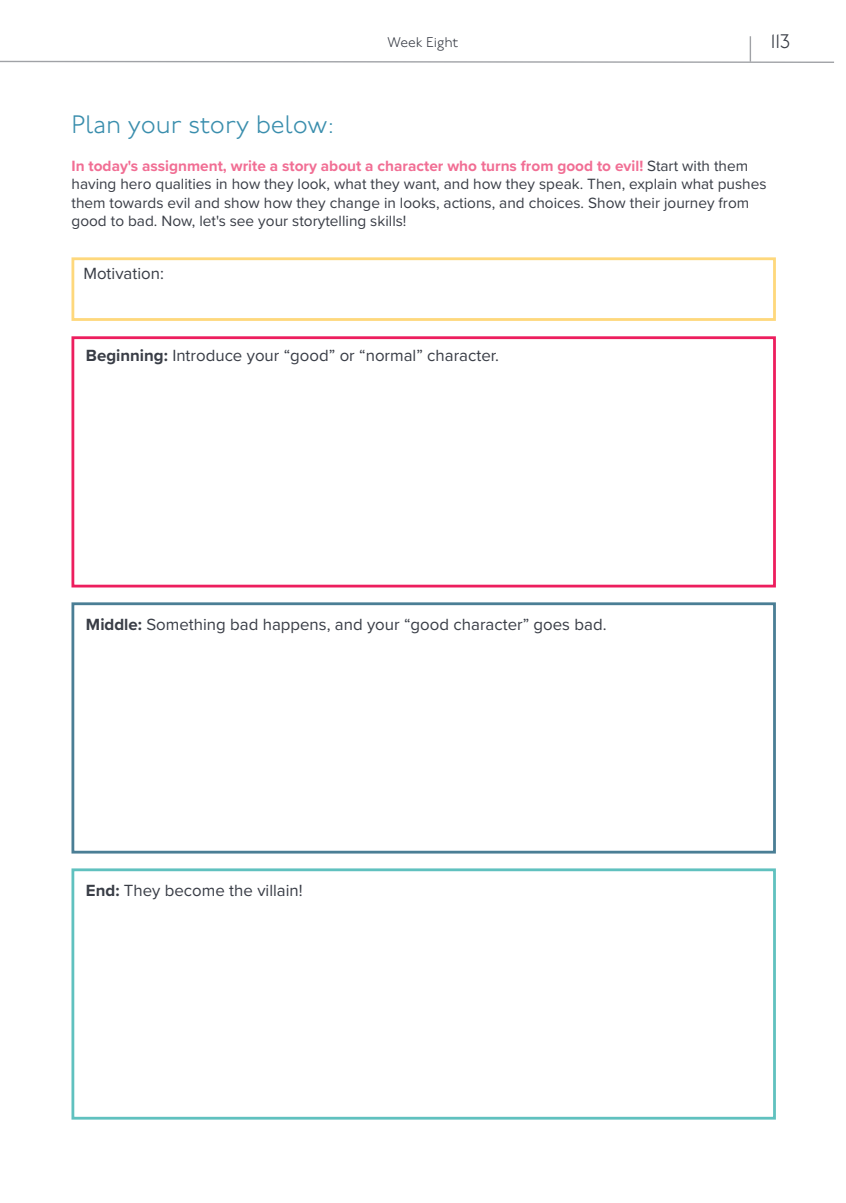 Week Eight
113
Plan your story below:
In today's assignment, write a story about a character who turns from good to evil! Start with them
having hero qualities in how they look, what they want, and how they speak. Then, explain what pushes
them towards evil and show how they change in looks, actions, and choices. Show their journey from
good to bad. Now, let's see your storytelling skills!
Motivation:
Beginning: Introduce your “good” or “normal” character.
Middle: Something bad happens, and your “good character” goes bad.
End: They become the villain!